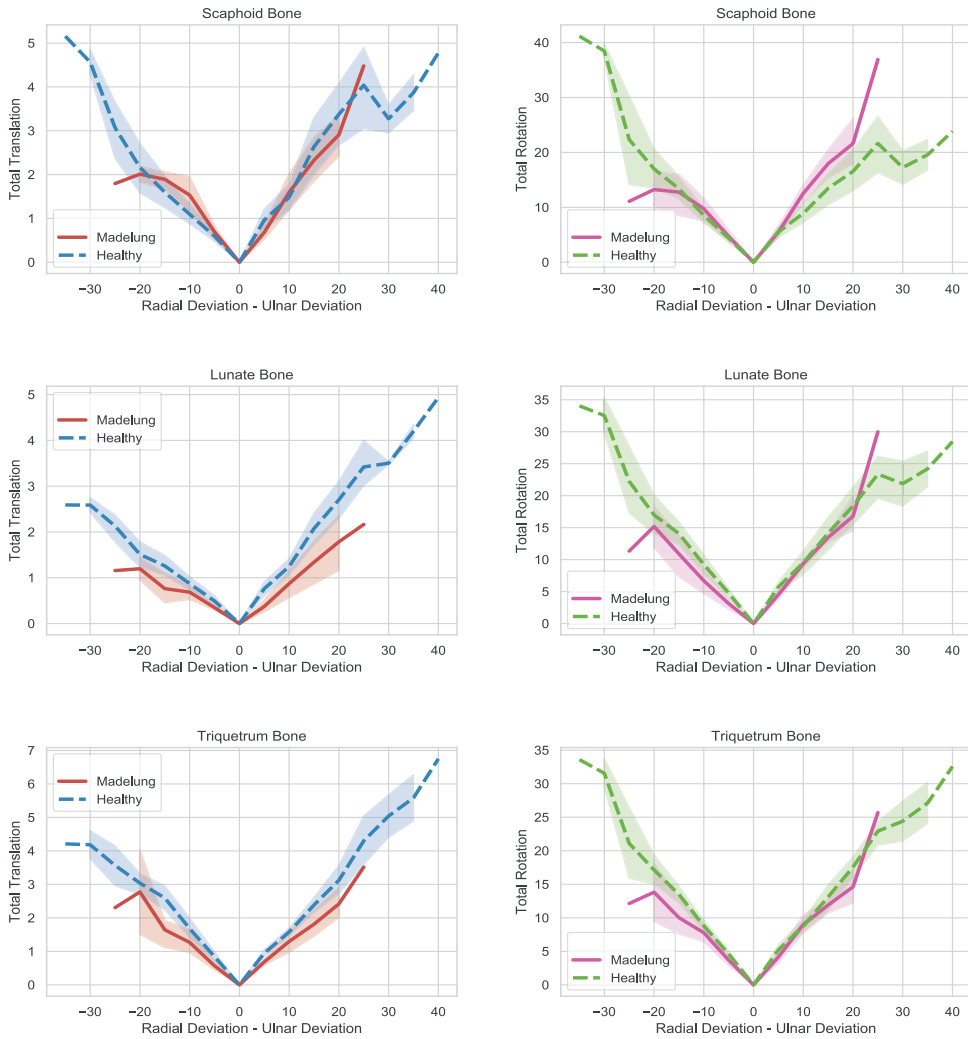 Scaphoid Bone
Total Translation
5
4
3
2
1
0
Madelung
Healthy
−30 −20 −10 0 10 20 30 40
Radial Deviation - Ulnar Deviation
Scaphoid Bone
Total Rotation
40
30
20
10
0
Madelung
Healthy
−30 −20 −10 0 10 20 30 40
Radial Deviation - Ulnar Deviation
Lunate Bone
Total Translation
5
4
3
2
1
0
Madelung
Healthy
−30 −20 −10 0 10 20 30 40
Radial Deviation - Ulnar Deviation
Lunate Bone
Total Rotation
35
30
25
20
15
10
5
0
Madelung
Healthy
−30 −20 −10 0 10 20 30 40
Radial Deviation - Ulnar Deviation
Triquetrum Bone
Total Translation
7
6
5
4
3
2
1
0
Madelung
Healthy
−30 −20 −10 0 10 20 30 40
Radial Deviation - Ulnar Deviation
Triquetrum Bone
Total Rotation
35
30
25
20
15
10
5
0
Madelung
Healthy
−30 −20 −10 0 10 20 30 40
Radial Deviation - Ulnar Deviation